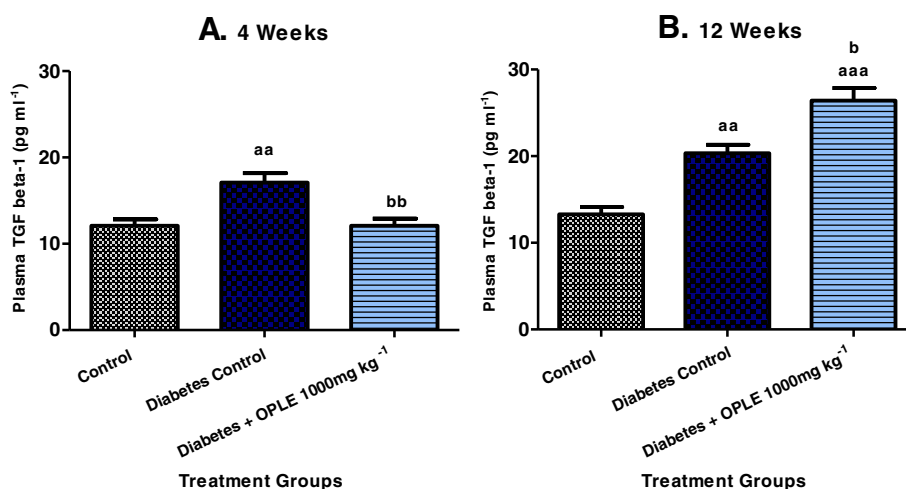 A. 4 Weeks
Plasma TGF beta-1 (pg ml⁻¹)
30
20
10
0
aa
bb
Control
Diabetes Control
Diabetes + OPLE 1000mg kg⁻¹
Treatment Groups
B. 12 Weeks
Plasma TGF beta-1 (pg ml⁻¹)
30
20
10
0
aa
b
aaa
Control
Diabetes Control
Diabetes + OPLE 1000mg kg⁻¹
Treatment Groups